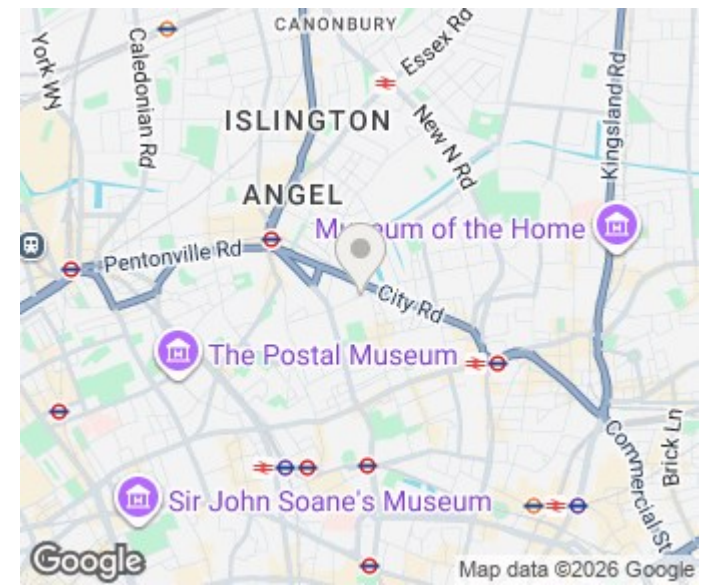 CANONBURY
York Wy
Caledonian Rd
Essex Rd
ISLINGTON
New N Rd
Kingsland Rd
ANGEL
Museum of the Home
Pentonville Rd
City Rd
The Postal Museum
Commercial St
Brick Ln
Sir John Soane's Museum
Google
Map data ©2026 Google